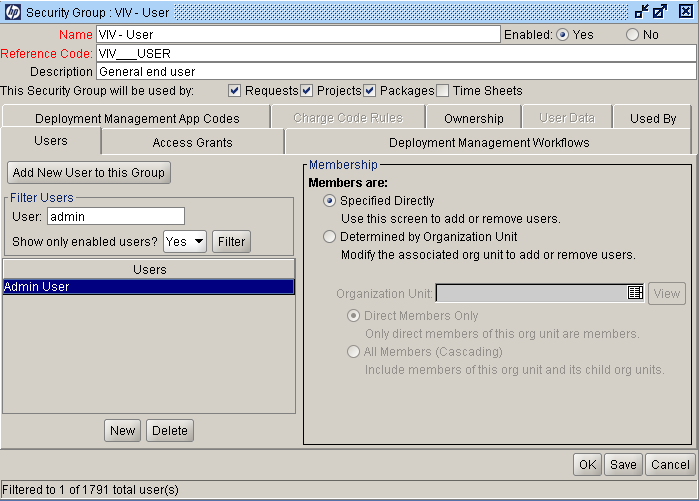 hp Security Group : VIV - User
Name VIV - User Enabled: Yes No
Reference Code: VIV___USER
Description General end user
This Security Group will be used by: Requests Projects Packages Time Sheets
Deployment Management App Codes Charge Code Rules Ownership User Data Used By
Users Access Grants Deployment Management Workflows
Add New User to this Group
Filter Users
User: admin
Show only enabled users? Yes Filter
Users
Admin User
New Delete
Membership
Members are:
Specified Directly
Use this screen to add or remove users.
Determined by Organization Unit
Modify the associated org unit to add or remove users.
Organization Unit: View
Direct Members Only
Only direct members of this org unit are members.
All Members (Cascading)
Include members of this org unit and its child org units.
OK Save Cancel
Filtered to 1 of 1791 total user(s)